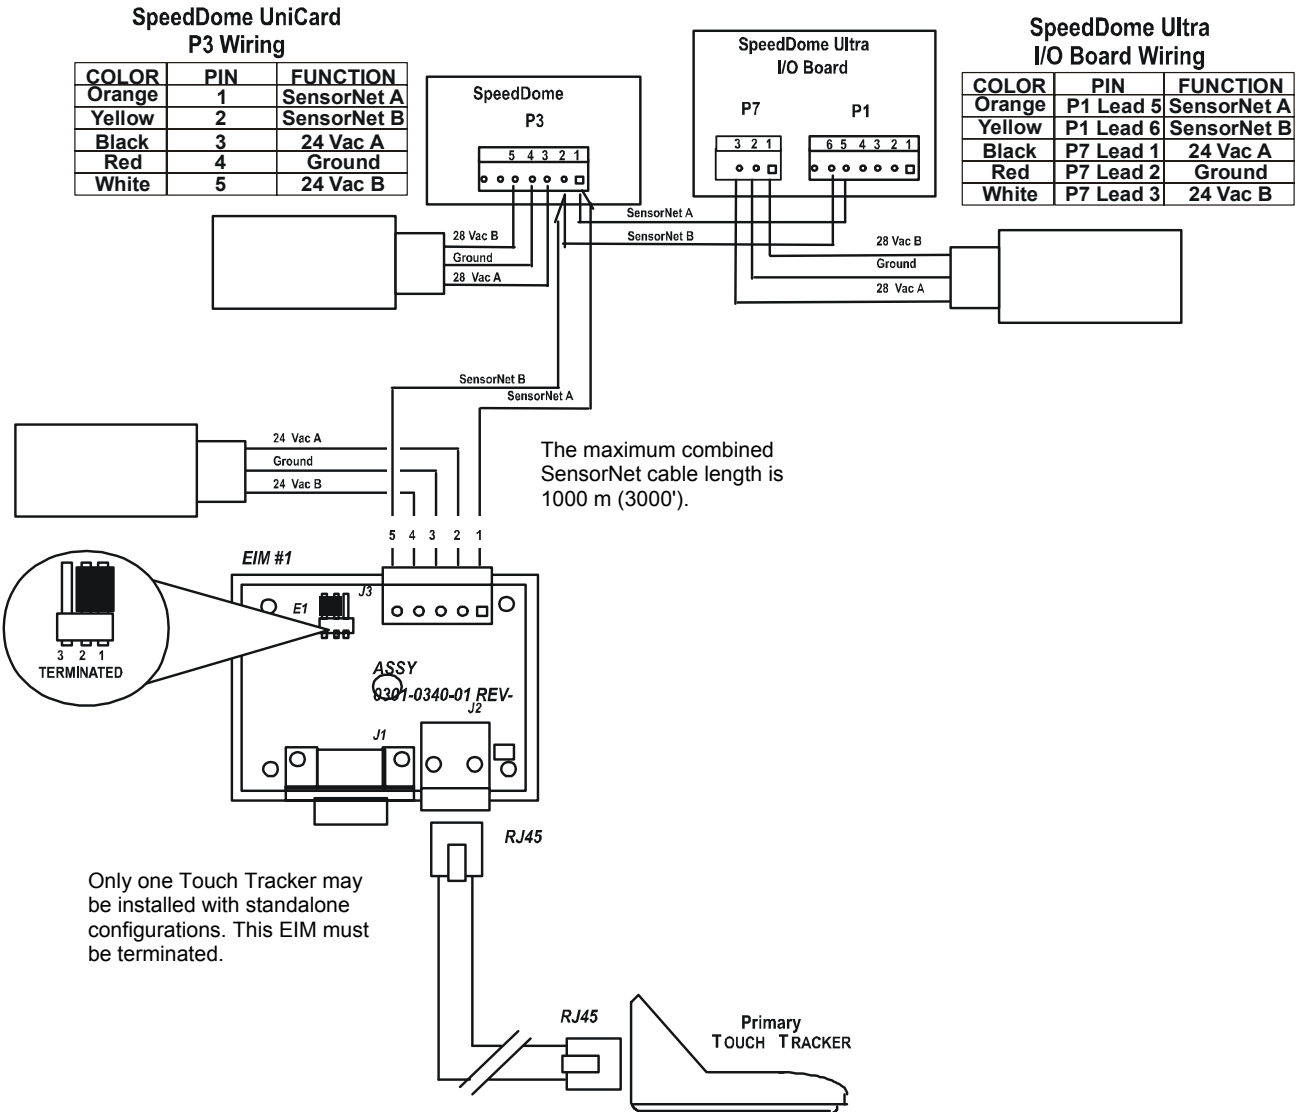 SpeedDome UniCard
P3 Wiring
COLOR PIN FUNCTION
Orange 1 SensorNet A
Yellow 2 SensorNet B
Black 3 24 Vac A
Red 4 Ground
White 5 24 Vac B
SpeedDome
P3
5 4 3 2 1
SpeedDome Ultra
I/O Board
P7 P1
3 2 1
6 5 4 3 2 1
SpeedDome Ultra
I/O Board Wiring
COLOR PIN FUNCTION
Orange P1 Lead 5 SensorNet A
Yellow P1 Lead 6 SensorNet B
Black P7 Lead 1 24 Vac A
Red P7 Lead 2 Ground
White P7 Lead 3 24 Vac B
SensorNet A
SensorNet B
28 Vac B
Ground
28 Vac A
28 Vac B
Ground
28 Vac A
SensorNet B
SensorNet A
24 Vac A
Ground
24 Vac B
The maximum combined
SensorNet cable length is
1000 m (3000').
5 4 3 2 1
EIM #1
J3
E1
3 2 1
TERMINATED
ASSY
0301-0340-01 REV-
J2
J1
RJ45
Only one Touch Tracker may
be installed with standalone
configurations. This EIM must
be terminated.
RJ45
Primary
TOUCH TRACKER